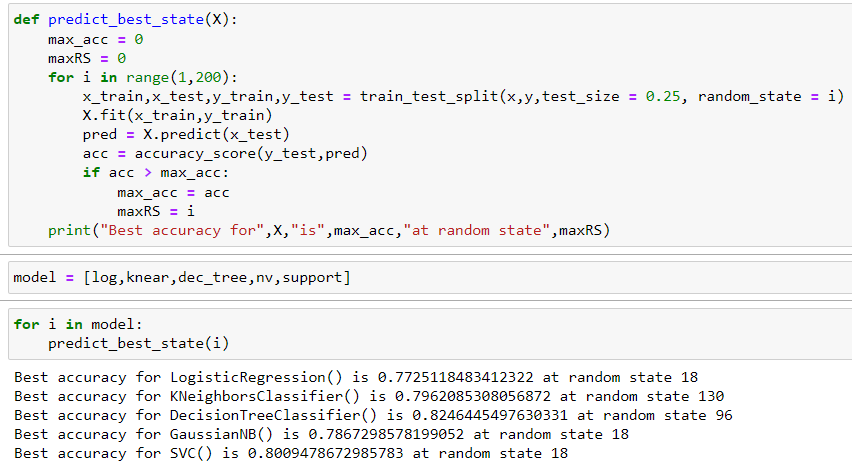 def predict_best_state(X):
    max_acc = 0
    maxRS = 0
    for i in range(1,200):
        x_train,x_test,y_train,y_test = train_test_split(x,y,test_size = 0.25, random_state = i)
        X.fit(x_train,y_train)
        pred = X.predict(x_test)
        acc = accuracy_score(y_test,pred)
        if acc > max_acc:
            max_acc = acc
            maxRS = i
    print("Best accuracy for",X,"is",max_acc,"at random state",maxRS)
model = [log,knear,dec_tree,nv,support]
for i in model:
    predict_best_state(i)
Best accuracy for LogisticRegression() is 0.7725118483412322 at random state 18
Best accuracy for KNeighborsClassifier() is 0.7962085308056872 at random state 130
Best accuracy for DecisionTreeClassifier() is 0.8246445497630331 at random state 96
Best accuracy for GaussianNB() is 0.7867298578199052 at random state 18
Best accuracy for SVC() is 0.8009478672985783 at random state 18